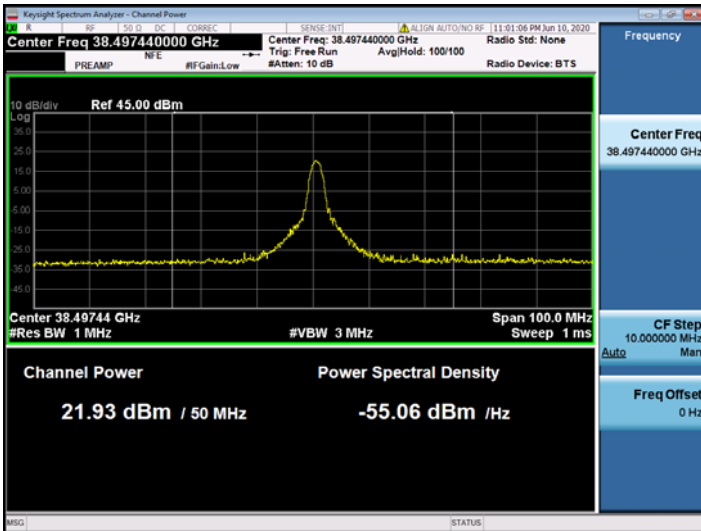 Keysight Spectrum Analyzer - Channel Power
R RF 50 Ω DC CORREC SENSE:INT ALIGN AUTO/NO RF 11:01:06 PM Jun 10, 2020
Center Freq 38.497440000 GHz
NFE
PREAMP #IFGain:Low
Center Freq: 38.497440000 GHz
Trig: Free Run Avg|Hold: 100/100
#Atten: 10 dB
Radio Std: None
Radio Device: BTS
10 dB/div Ref 45.00 dBm
Log
35.0
25.0
15.0
5.00
-5.00
-15.0
-25.0
-35.0
-45.0
Center 38.49744 GHz Span 100.0 MHz
#Res BW 1 MHz #VBW 3 MHz Sweep 1 ms
Channel Power Power Spectral Density
21.93 dBm / 50 MHz -55.06 dBm /Hz
Frequency
Center Freq
38.497440000 GHz
CF Step
10.000000 MHz
Auto Man
Freq Offset
0 Hz
MSG STATUS